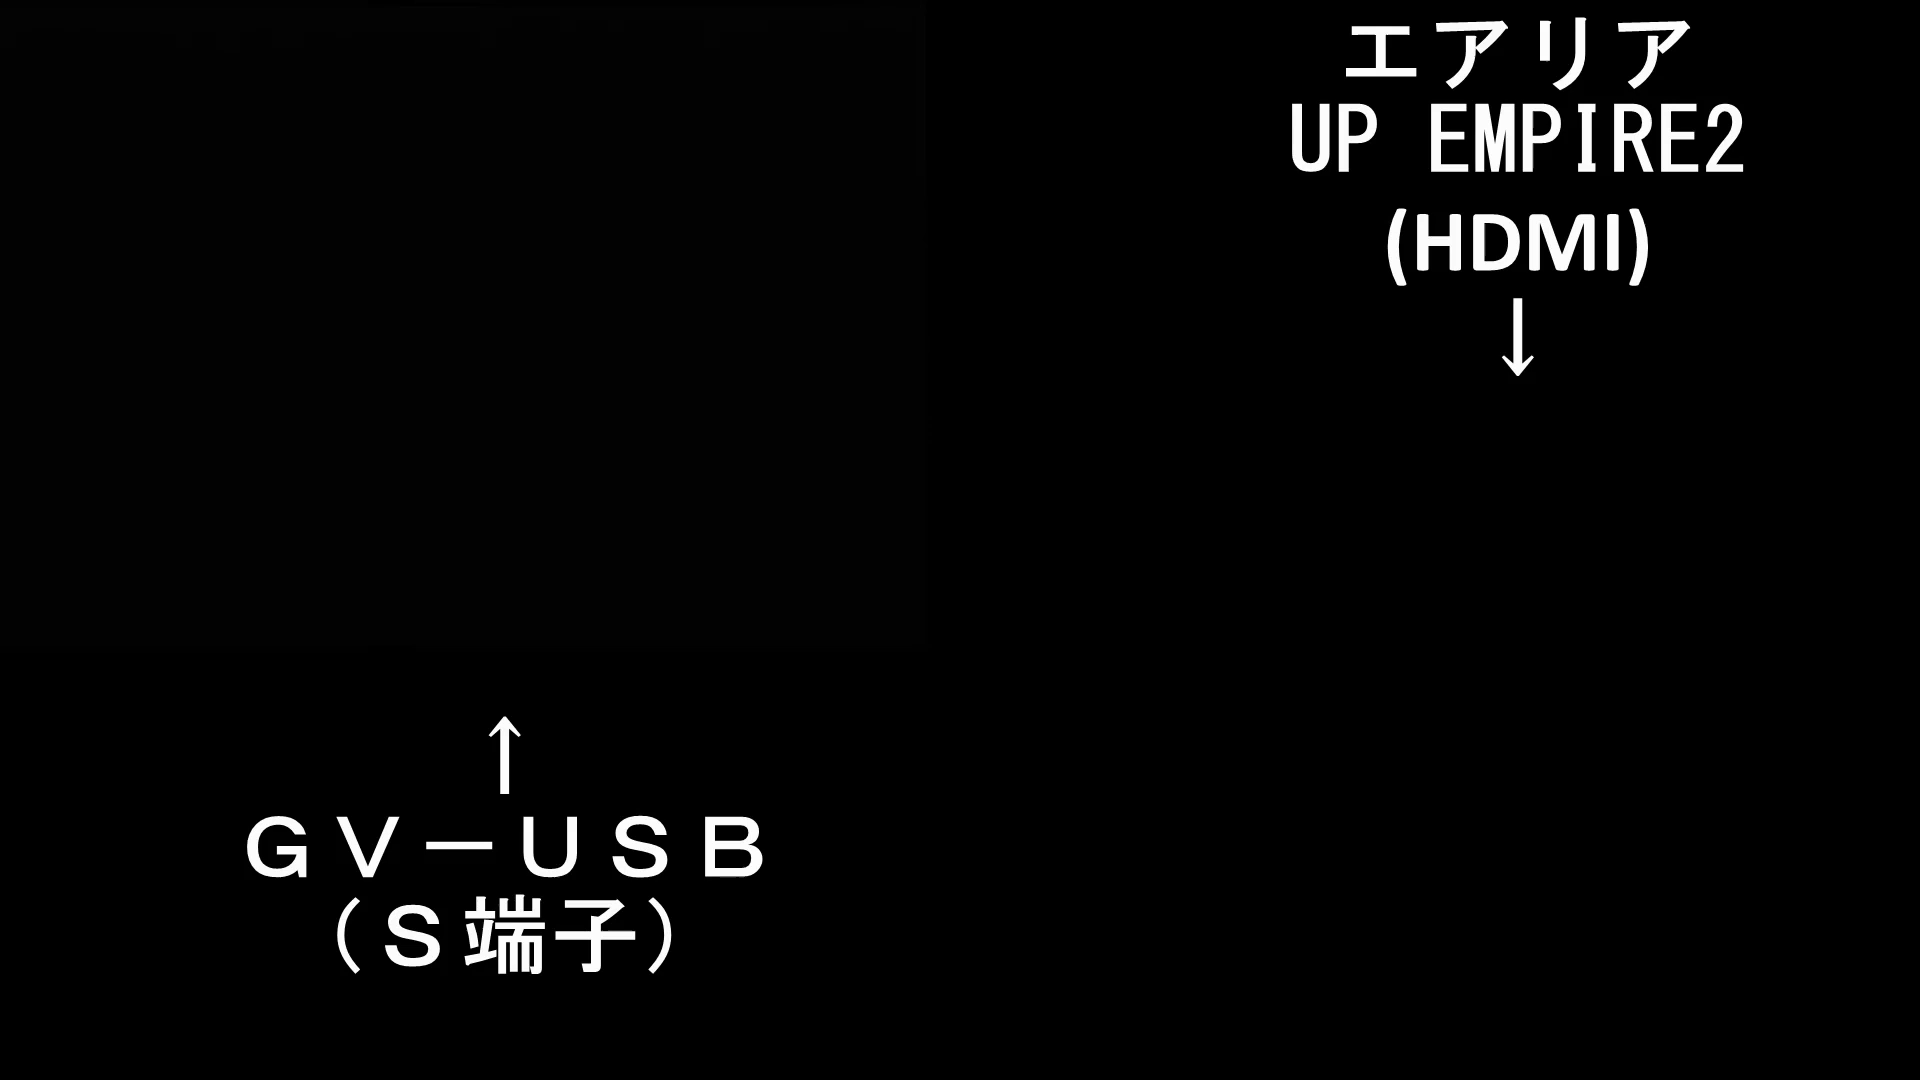 エアリア
UP EMPIRE2
(HDMI)
↓
↑
GV-USB
(S端子)